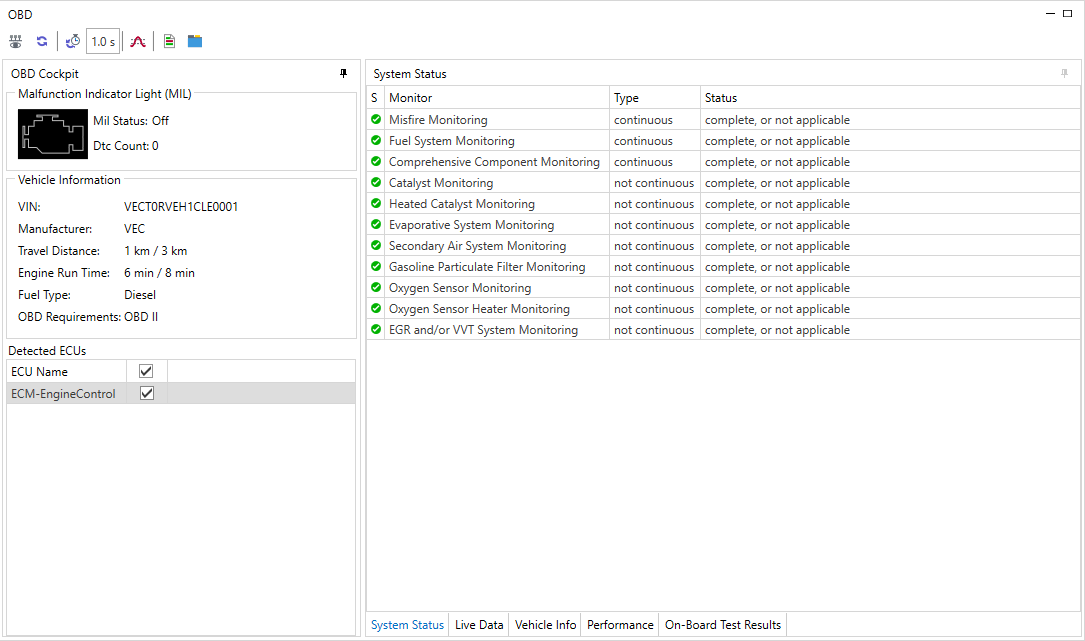 OBD
1.0 s
OBD Cockpit
Malfunction Indicator Light (MIL)
Mil Status: Off
Dtc Count: 0
Vehicle Information
VIN: VECT0RVEH1CLE0001
Manufacturer: VEC
Travel Distance: 1 km / 3 km
Engine Run Time: 6 min / 8 min
Fuel Type: Diesel
OBD Requirements: OBD II
Detected ECUs
ECU Name
ECM-EngineControl
System Status
S Monitor Type Status
Misfire Monitoring continuous complete, or not applicable
Fuel System Monitoring continuous complete, or not applicable
Comprehensive Component Monitoring continuous complete, or not applicable
Catalyst Monitoring not continuous complete, or not applicable
Heated Catalyst Monitoring not continuous complete, or not applicable
Evaporative System Monitoring not continuous complete, or not applicable
Secondary Air System Monitoring not continuous complete, or not applicable
Gasoline Particulate Filter Monitoring not continuous complete, or not applicable
Oxygen Sensor Monitoring not continuous complete, or not applicable
Oxygen Sensor Heater Monitoring not continuous complete, or not applicable
EGR and/or VVT System Monitoring not continuous complete, or not applicable
System Status Live Data Vehicle Info Performance On-Board Test Results